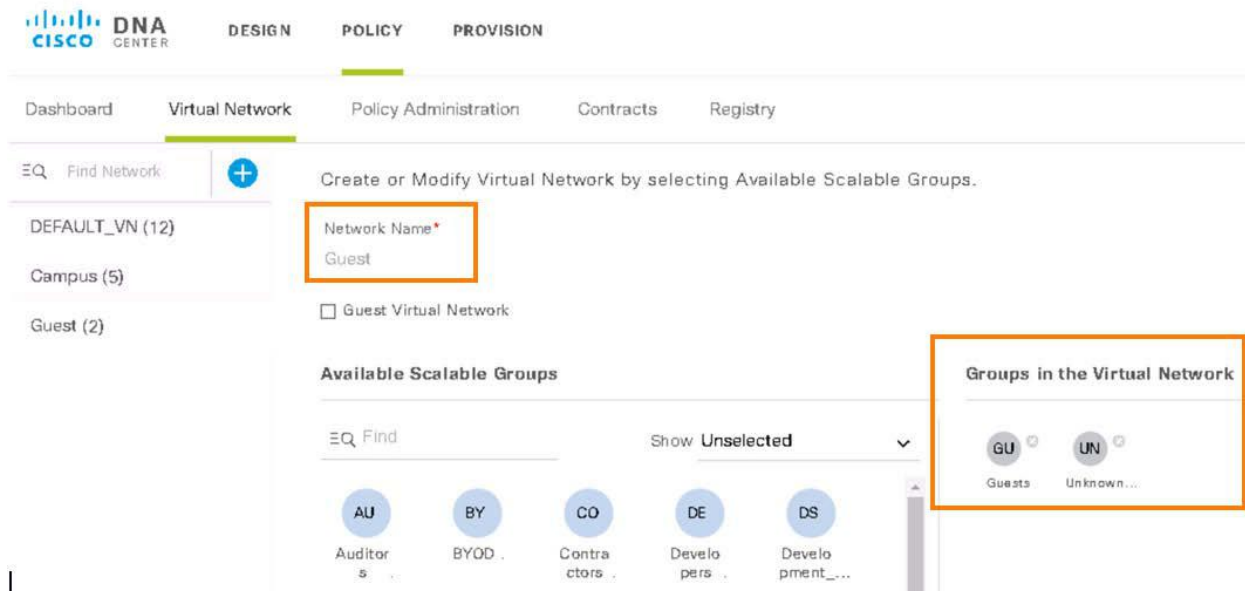 CISCO DNA CENTER DESIGN POLICY PROVISION
Dashboard Virtual Network Policy Administration Contracts Registry
Find Network
DEFAULT_VN (12)
Campus (5)
Guest (2)
Create or Modify Virtual Network by selecting Available Scalable Groups.
Network Name*
Guest
Guest Virtual Network
Available Scalable Groups
Find Show Unselected
AU BY CO DE DS
Auditor BYOD . Contra Develo Develo
s . ctors . pers . pment_...
Groups in the Virtual Network
GU UN
Guests Unknown...